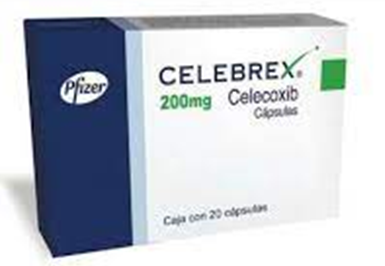 Pfizer
CELEBREX®
200mg Celecoxib
Cápsulas
Caja con 20 cápsulas